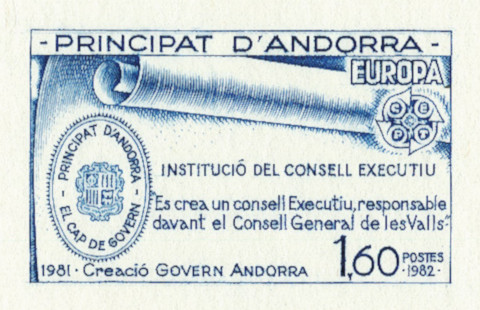 - PRINCIPAT D'ANDORRA -
EUROPA
CEPT
PRINCIPAT D'ANDORRA
- EL CAP DE GOVERN -
INSTITUCIÓ DEL CONSELL EXECUTIU
"Es crea un consell Executiu, responsable
davant el Consell General de les Valls"
1981 · Creació GOVERN ANDORRA
1,60 POSTES
·1982·